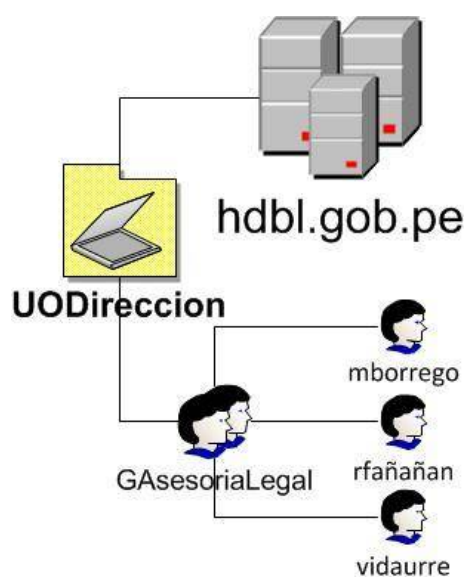 hdbl.gob.pe
UODireccion
mborrego
GAsesoriaLegal
rfañañan
vidaurre